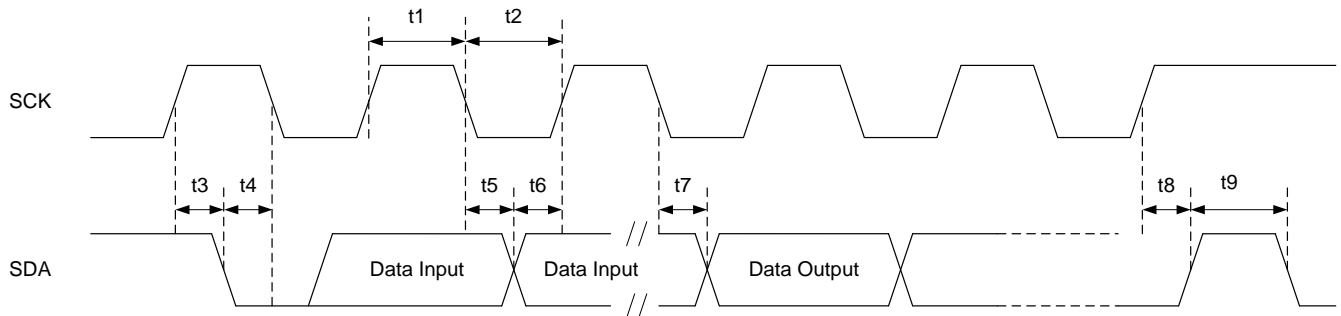 t1 t2
SCK
t3 t4 t5 t6 t7 t8 t9
SDA Data Input Data Input Data Output